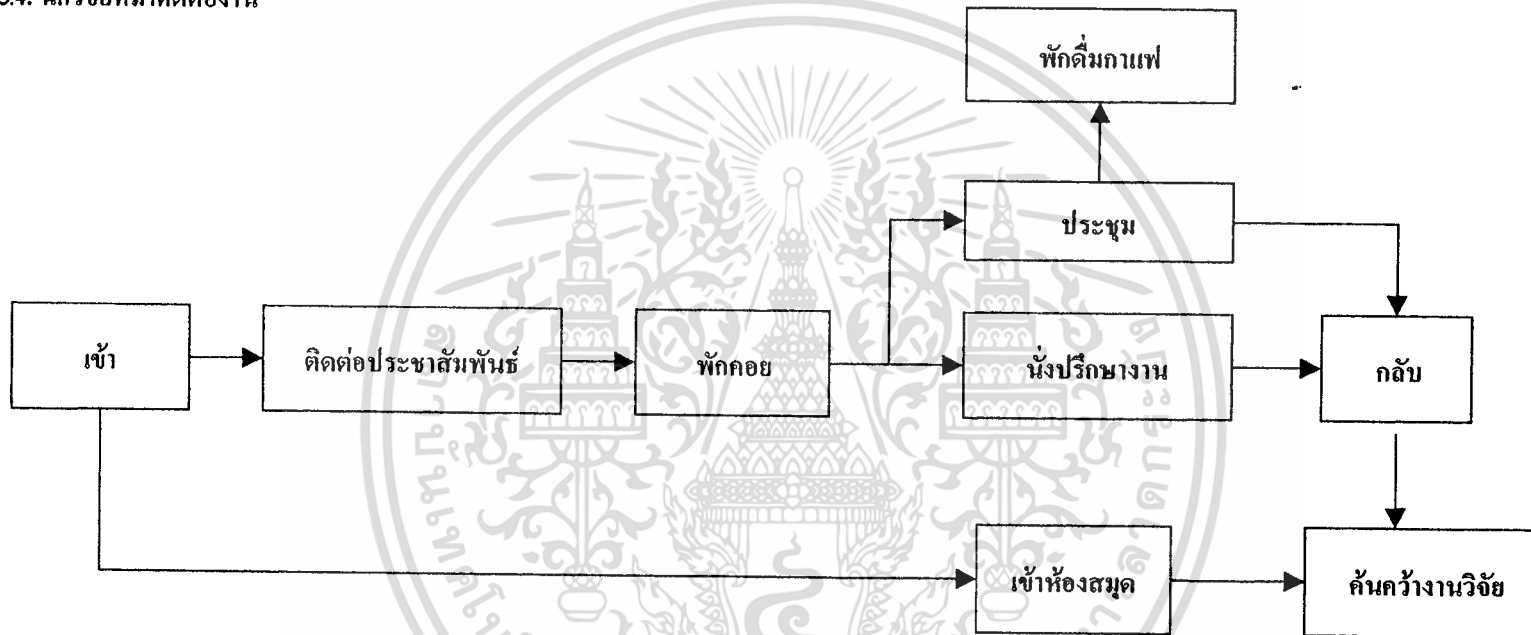 พักดื่มกาแฟ
ประชุม
เข้า
ติดต่อประชาสัมพันธ์
พักคอย
นั่งปรึกษางาน
กลับ
เข้าห้องสมุด
ค้นคว้างานวิจัย